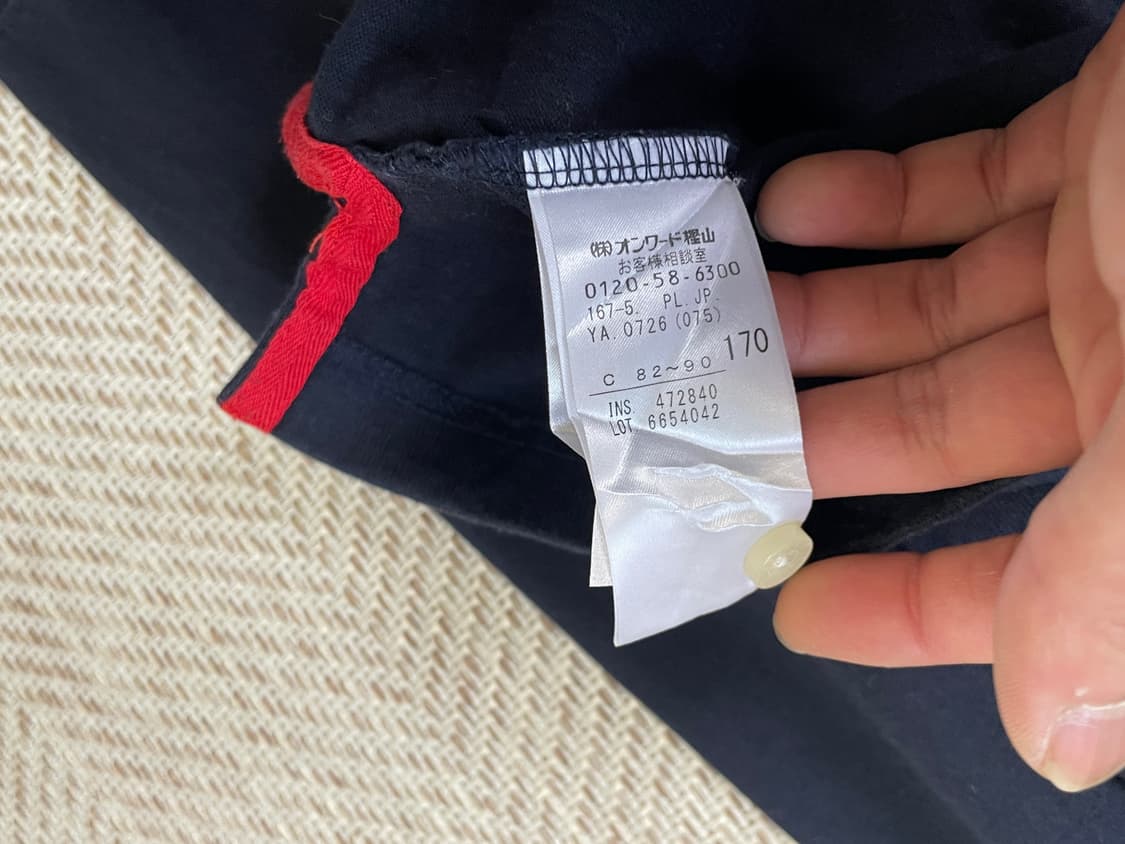 (株)オンワード樫山
お客様相談室
0120-58-6300
167-5. PL.JP.
YA.0726(075)
170
C 82~90
INS. 472840
LOT. 6654042